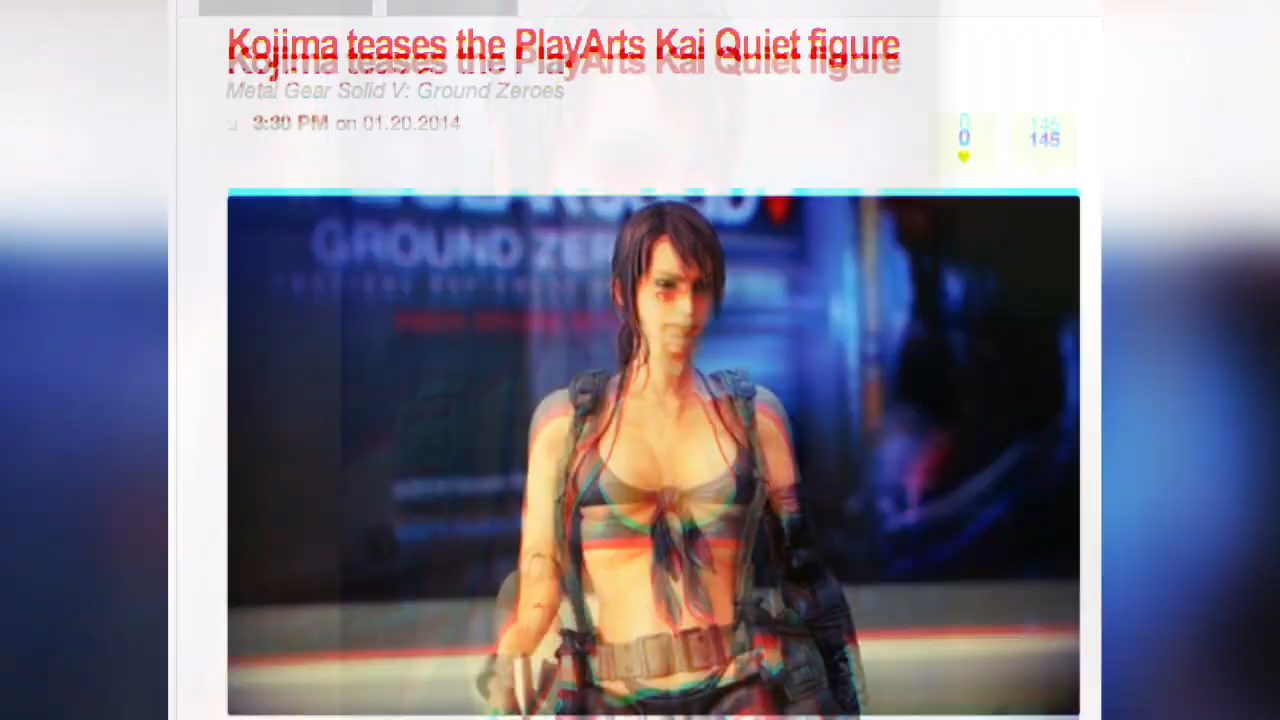 Kojima teases the PlayArts Kai Quiet figure
Metal Gear Solid V: Ground Zeroes
3:30 PM on 01.20.2014
0
145
GROUND ZER